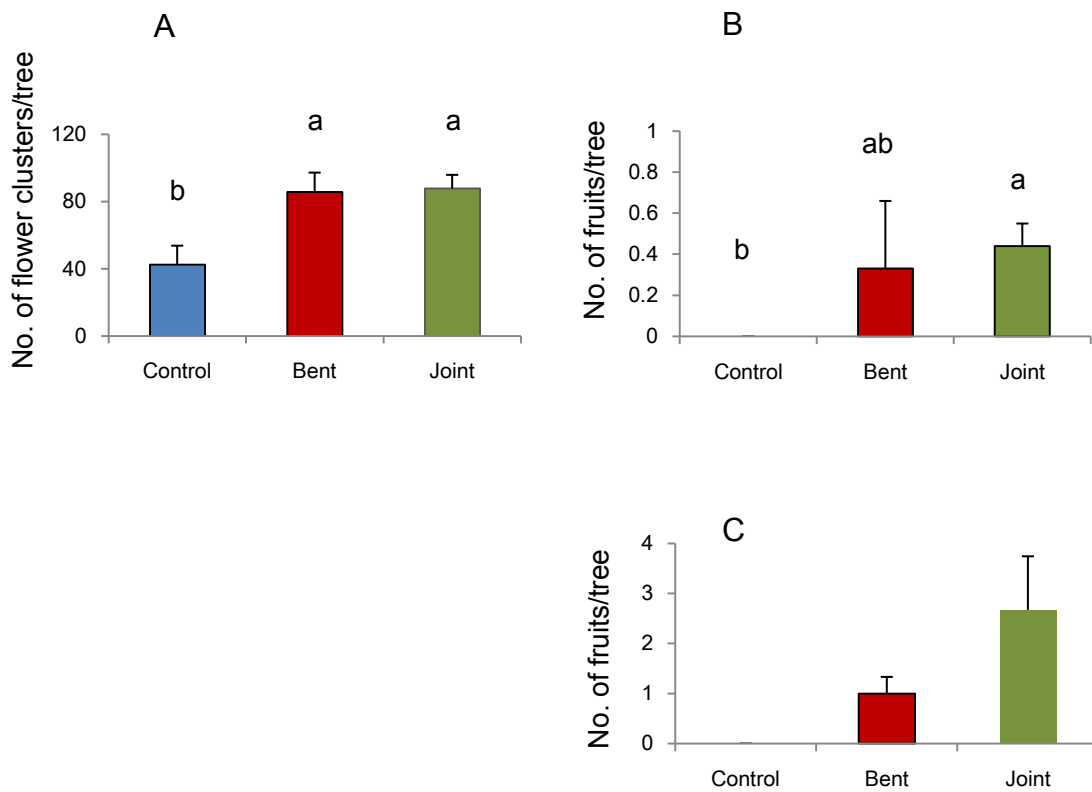 A
No. of flower clusters/tree
120
80
40
0
b
a
a
Control Bent Joint
B
No. of fruits/tree
1
0.8
0.6
0.4
0.2
0
b
ab
a
Control Bent Joint
C
No. of fruits/tree
4
3
2
1
0
Control Bent Joint